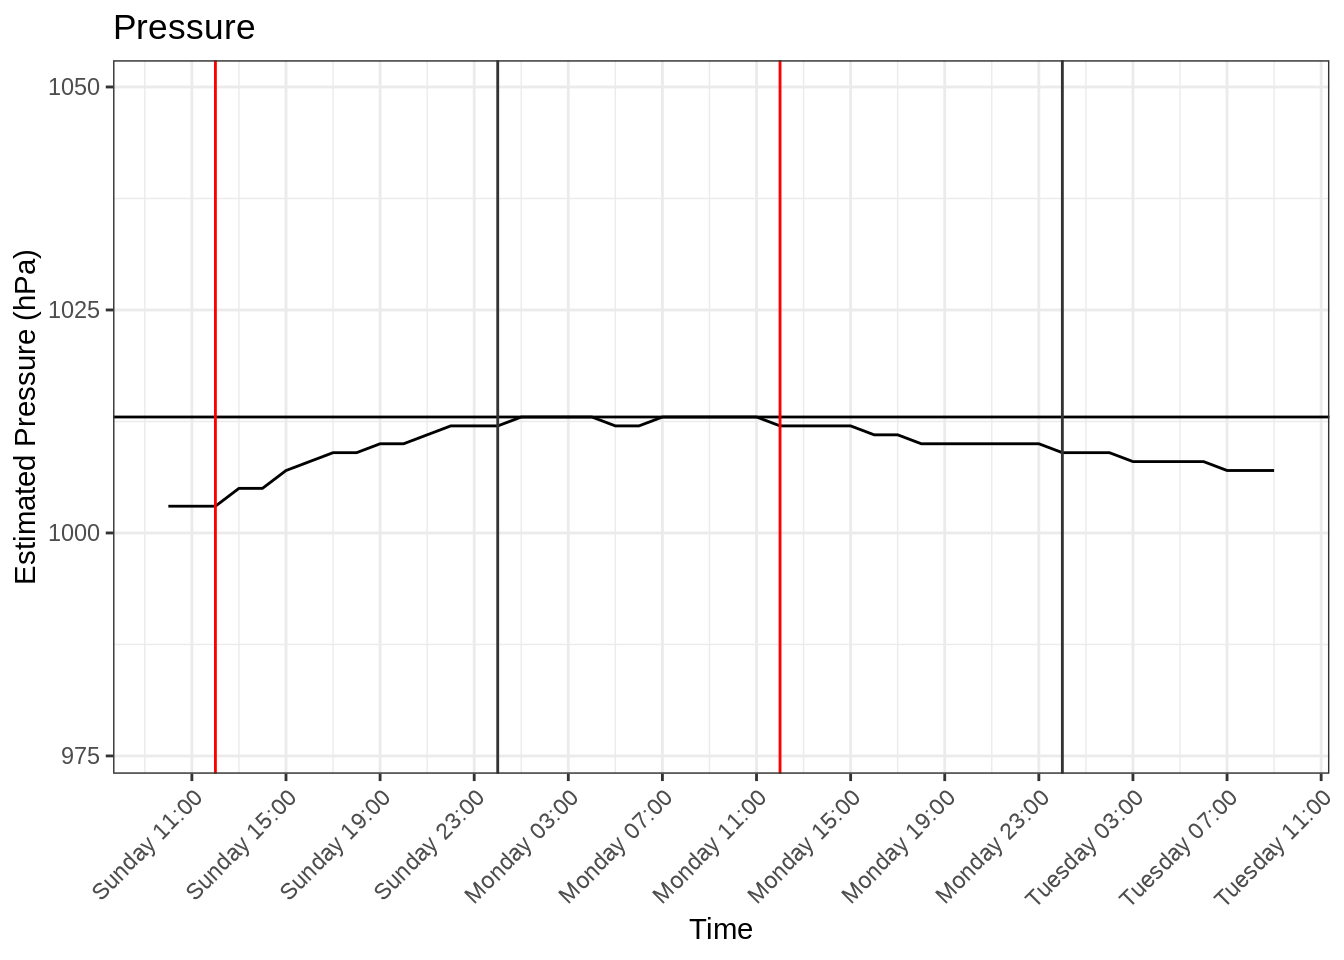 Pressure
Estimated Pressure (hPa)
1050
1025
1000
975
Sunday 11:00
Sunday 15:00
Sunday 19:00
Sunday 23:00
Monday 03:00
Monday 07:00
Monday 11:00
Monday 15:00
Monday 19:00
Monday 23:00
Tuesday 03:00
Tuesday 07:00
Tuesday 11:00
Time